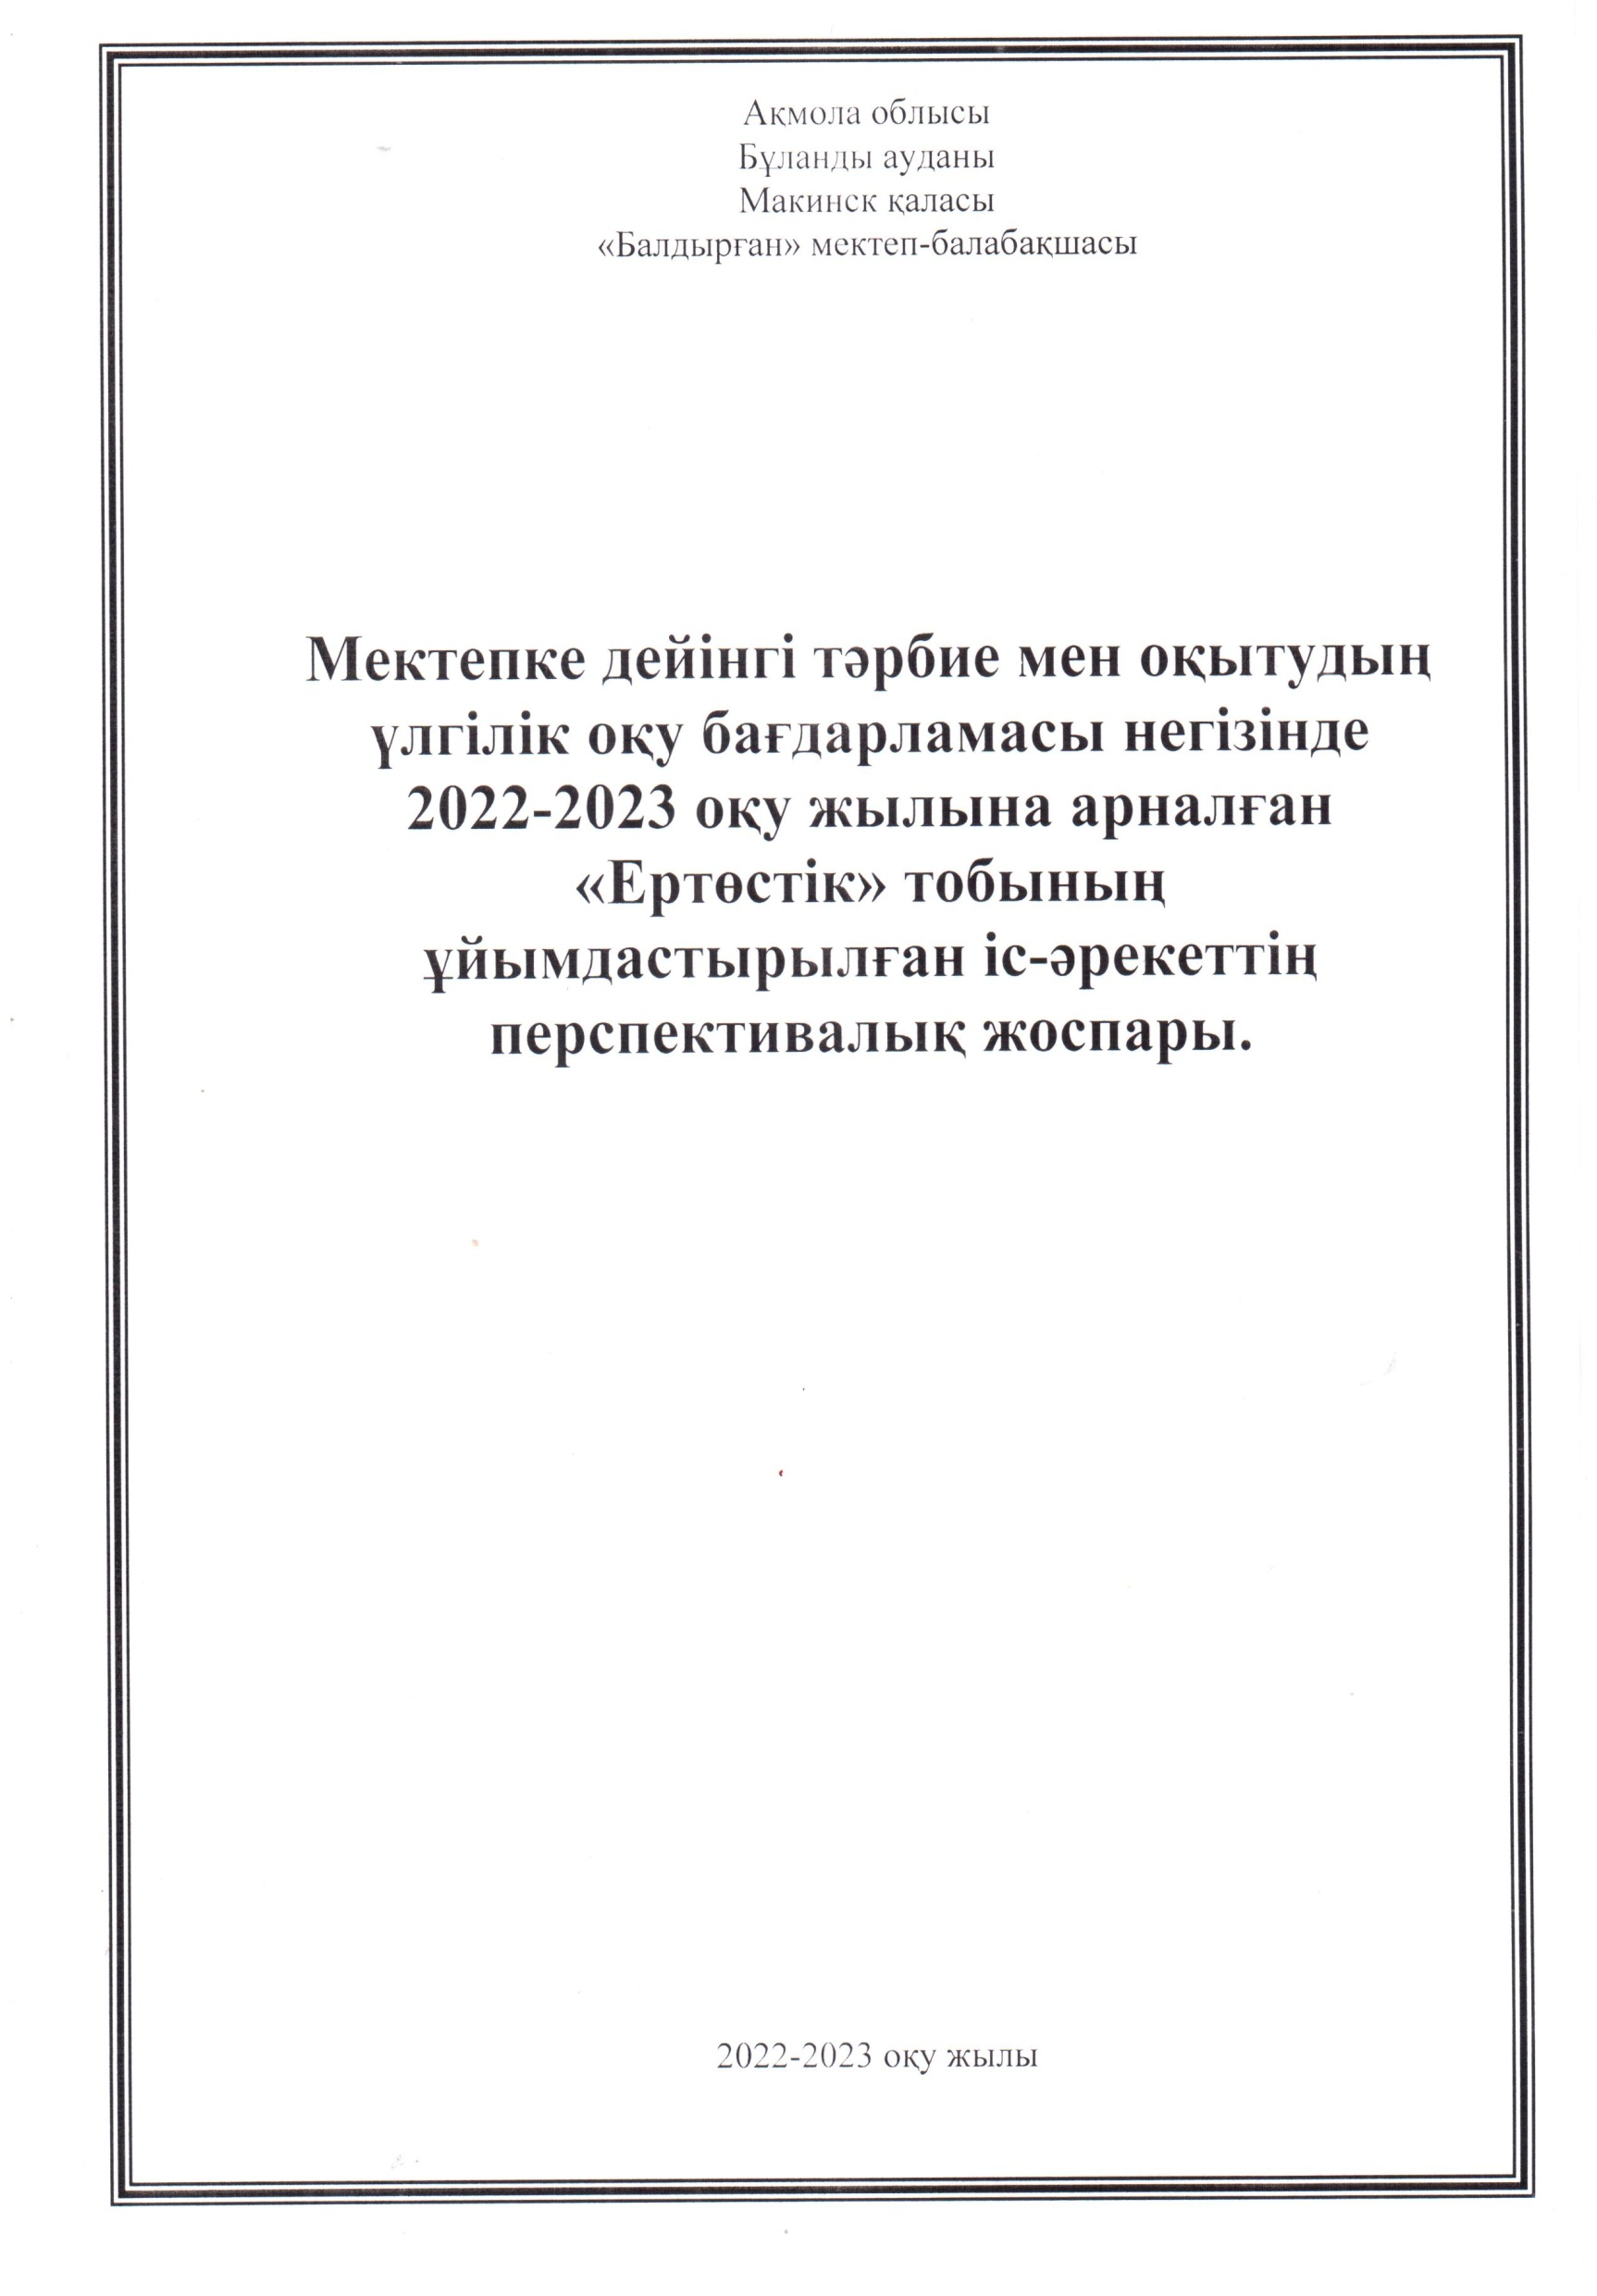 Ақмола облысы
Бұланды ауданы
Макинск қаласы
«Балдырған» мектеп-балабақшасы
Мектепке дейінгі тәрбие мен оқытудың
үлгілік оқу бағдарламасы негізінде
2022-2023 оқу жылына арналған
«Ертөстік» тобының
ұйымдастырылған іс-әрекеттің
перспективалық жоспары.
2022-2023 оқу жылы